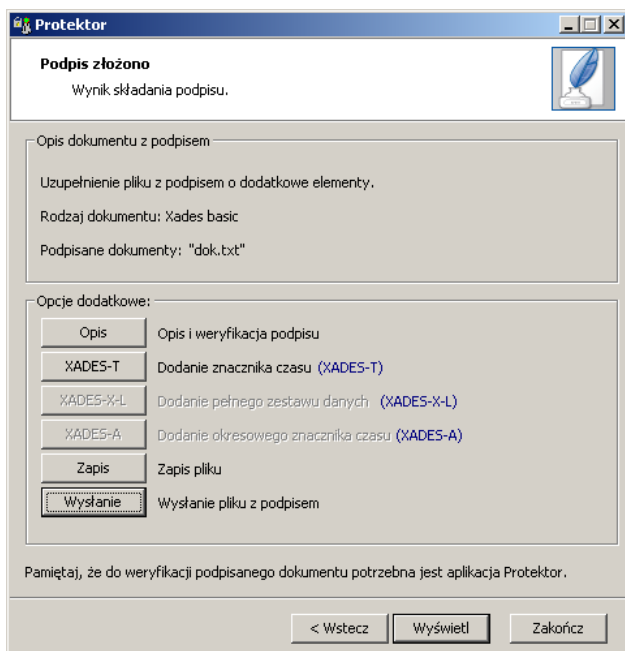 Protektor
Podpis złożono
Wynik składania podpisu.
Opis dokumentu z podpisem
Uzupełnienie pliku z podpisem o dodatkowe elementy.
Rodzaj dokumentu: Xades basic
Podpisane dokumenty: "dok.txt"
Opcje dodatkowe:
Opis Opis i weryfikacja podpisu
XADES-T Dodanie znacznika czasu (XADES-T)
XADES-X-L Dodanie pełnego zestawu danych (XADES-X-L)
XADES-A Dodanie okresowego znacznika czasu (XADES-A)
Zapis Zapis pliku
Wysłanie Wysłanie pliku z podpisem
Pamiętaj, że do weryfikacji podpisanego dokumentu potrzebna jest aplikacja Protektor.
< Wstecz Wyświetl Zakończ